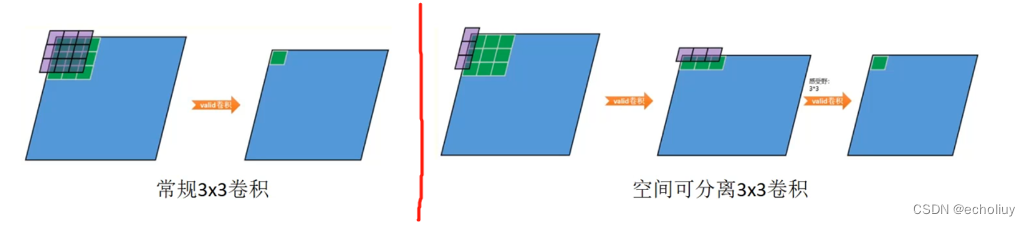 valid卷积
valid卷积
感受野：
3*3
valid卷积
常规3x3卷积
空间可分离3x3卷积
CSDN @echoliuy